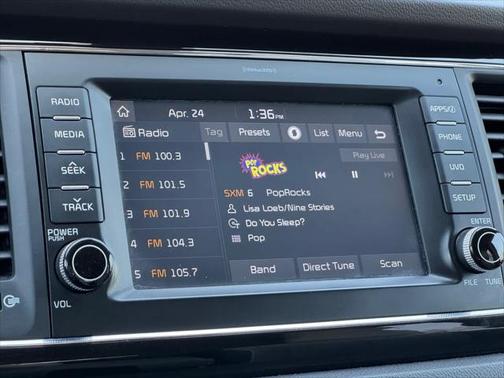 SiriusXM
RADIO
MEDIA
SEEK
TRACK
POWER
PUSH
VOL
Apr. 24 1:36 PM
Radio Tag Presets List Menu
1 FM 100.3
2 FM 101.5
3 FM 101.9
4 FM 104.3
5 FM 105.7
POP
ROCKS
Play Live
SXM 6 PopRocks
Lisa Loeb/Nine Stories
Do You Sleep?
Pop
Band Direct Tune Scan
APPS/
PHONE
UVO
SETUP
ENTER
FILE TUNE